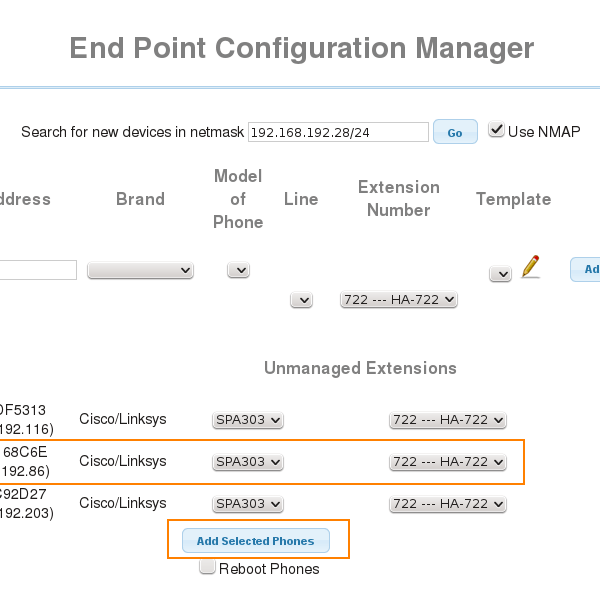 End Point Configuration Manager
Search for new devices in netmask 192.168.192.28/24 Go Use NMAP
ddress Brand Model of Phone Line Extension Number Template
Ad
722 --- HA-722
Unmanaged Extensions
DF5313
192.116) Cisco/Linksys SPA303 722 --- HA-722
68C6E
192.86) Cisco/Linksys SPA303 722 --- HA-722
C92D27
192.203) Cisco/Linksys SPA303 722 --- HA-722
Add Selected Phones
Reboot Phones